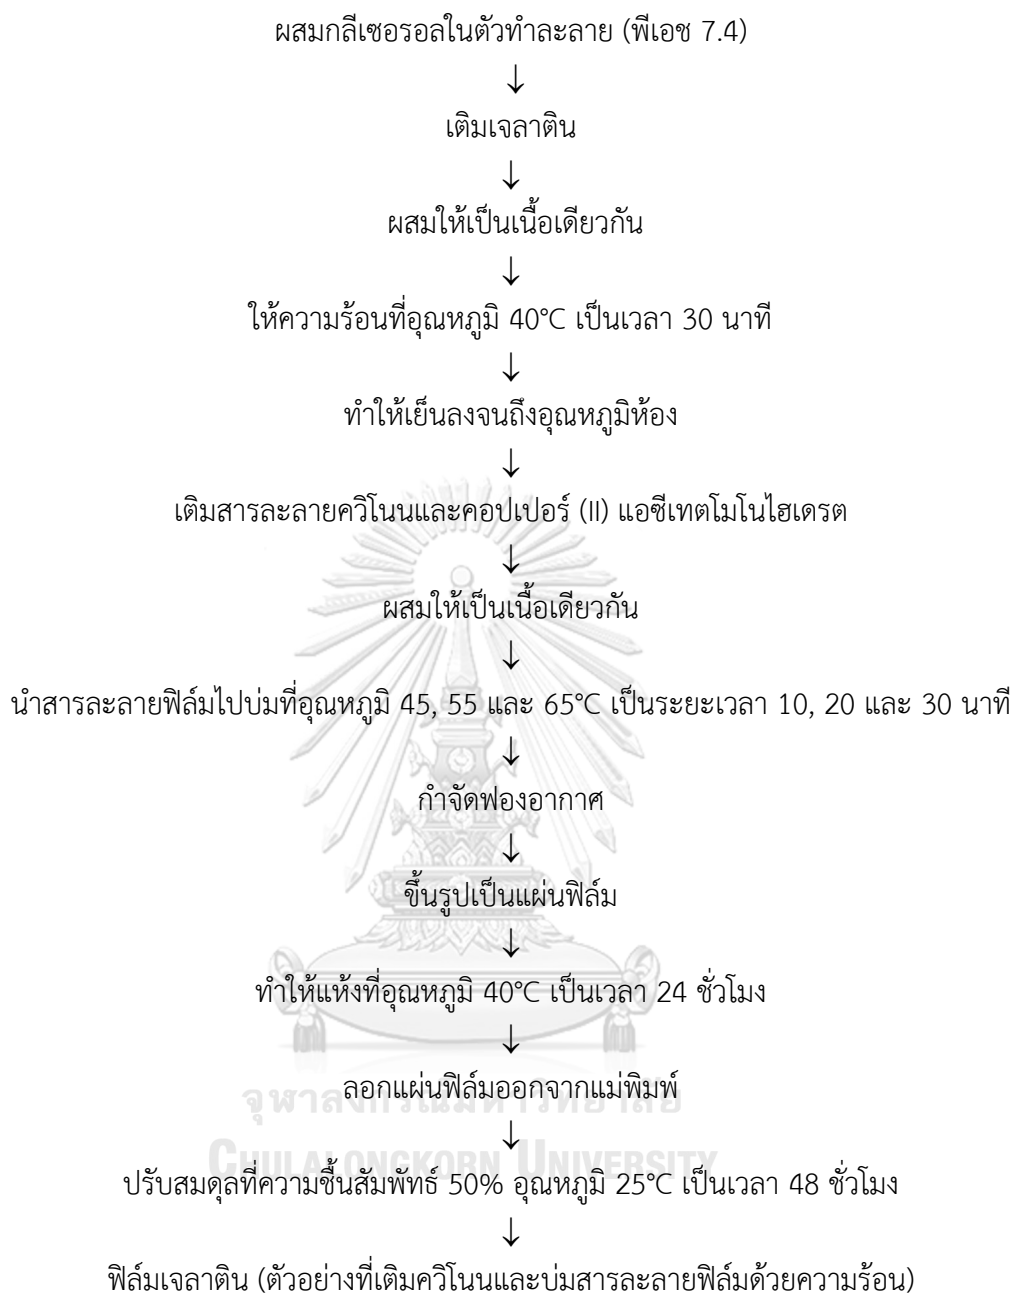 ผสมกลีเซอรอลในตัวทำละลาย (พีเอช 7.4)
↓
เติมเจลาติน
↓
ผสมให้เป็นเนื้อเดียวกัน
↓
ให้ความร้อนที่อุณหภูมิ 40°C เป็นเวลา 30 นาที
↓
ทำให้เย็นลงจนถึงอุณหภูมิห้อง
↓
เติมสารละลายควิโนนและคอปเปอร์ (II) แอซีเทตโมโนไฮเดรต
↓
ผสมให้เป็นเนื้อเดียวกัน
↓
นำสารละลายฟิล์มไปบ่มที่อุณหภูมิ 45, 55 และ 65°C เป็นระยะเวลา 10, 20 และ 30 นาที
↓
กำจัดฟองอากาศ
↓
ขึ้นรูปเป็นแผ่นฟิล์ม
↓
ทำให้แห้งที่อุณหภูมิ 40°C เป็นเวลา 24 ชั่วโมง
↓
ลอกแผ่นฟิล์มออกจากแม่พิมพ์
จุฬาลงกรณ์มหาวิทยาลัย
↓
CHULALONGKORN UNIVERSITY
ปรับสมดุลที่ความชื้นสัมพัทธ์ 50% อุณหภูมิ 25°C เป็นเวลา 48 ชั่วโมง
↓
ฟิล์มเจลาติน (ตัวอย่างที่เติมควิโนนและบ่มสารละลายฟิล์มด้วยความร้อน)